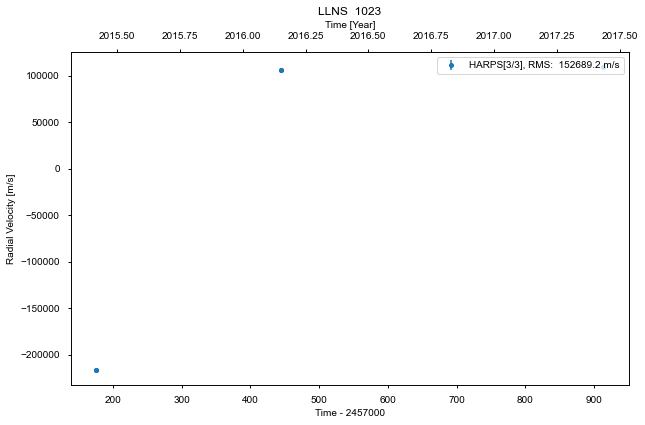 LLNS 1023
Time [Year]
2015.50 2015.75 2016.00 2016.25 2016.50 2016.75 2017.00 2017.25 2017.50
HARPS[3/3], RMS: 152689.2,m/s
100000
50000
0
−50000
−100000
−150000
−200000
Radial Velocity [m/s]
200 300 400 500 600 700 800 900
Time - 2457000